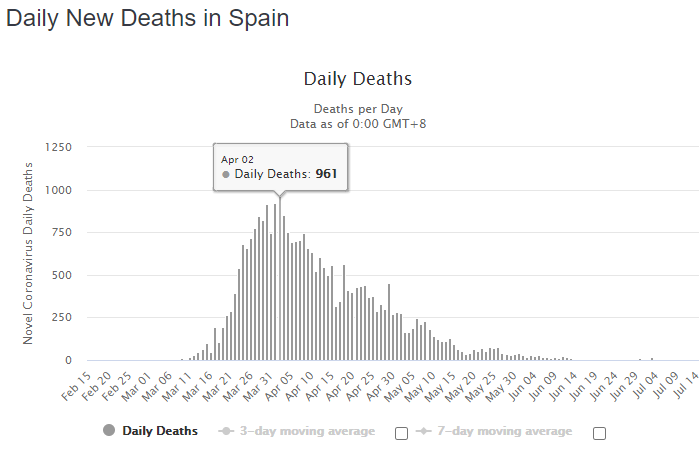 Daily New Deaths in Spain
Daily Deaths
Deaths per Day
Data as of 0:00 GMT+8
Novel Coronavirus Daily Deaths
1250
1000
750
500
250
0
Apr 02
Daily Deaths: 961
Feb 15
Feb 20
Feb 25
Mar 01
Mar 06
Mar 11
Mar 16
Mar 21
Mar 26
Mar 31
Apr 05
Apr 10
Apr 15
Apr 20
Apr 25
Apr 30
May 05
May 10
May 15
May 20
May 25
May 30
Jun 04
Jun 09
Jun 14
Jun 19
Jun 24
Jun 29
Jul 04
Jul 09
Jul 14
Daily Deaths 3-day moving average 7-day moving average